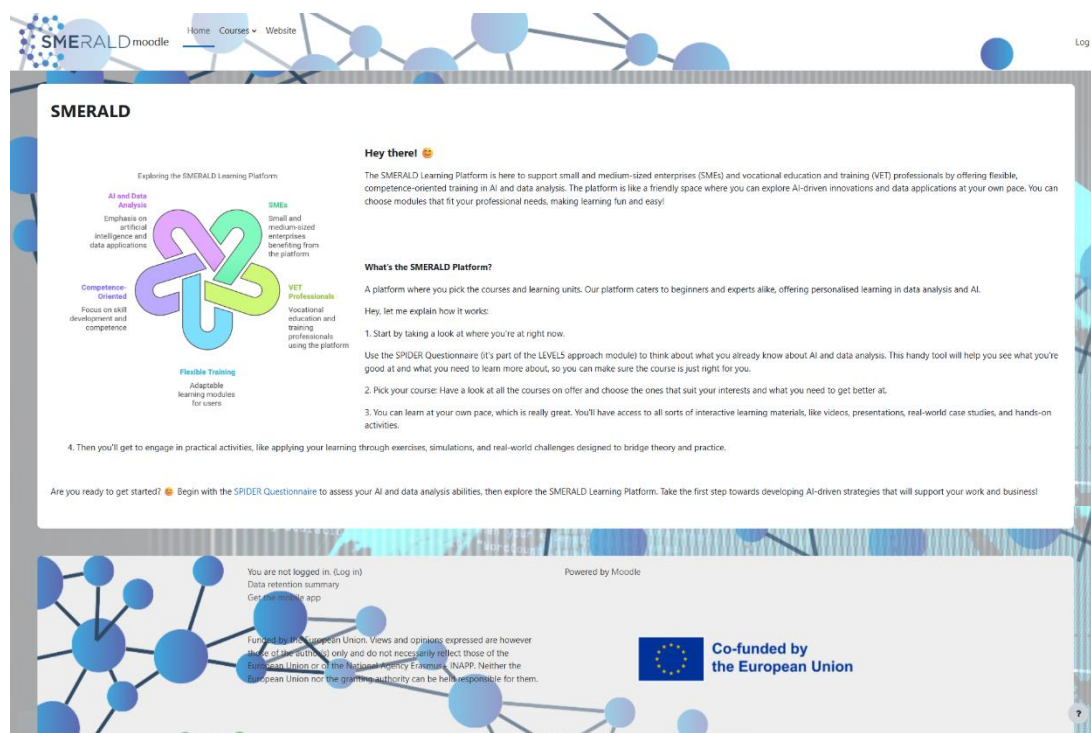 SMERALD moodle
Home Courses Website
Log
SMERALD
Exploring the SMERALD Learning Platform
AI and Data
Analysis
Emphasis on
artificial
intelligence and
data applications
SMEs
Small and
medium-sized
enterprises
benefiting from
the platform
Competence-
Oriented
Focus on skill
development and
competence
VET
Professionals
Vocational
education and
training
professionals
using the platform
Flexible Training
Adaptable
learning modules
for users
Hey there!
The SMERALD Learning Platform is here to support small and medium-sized enterprises (SMEs) and vocational education and training (VET) professionals by offering flexible,
competence-oriented training in AI and data analysis. The platform is like a friendly space where you can explore AI-driven innovations and data applications at your own pace. You can
choose modules that fit your professional needs, making learning fun and easy!
What's the SMERALD Platform?
A platform where you pick the courses and learning units. Our platform caters to beginners and experts alike, offering personalised learning in data analysis and AI.
Hey, let me explain how it works:
1. Start by taking a look at where you're at right now.
Use the SPIDER Questionnaire (it's part of the LEVEL5 approach module) to think about what you already know about AI and data analysis. This handy tool will help you see what you're
good at and what you need to learn more about, so you can make sure the course is just right for you.
2. Pick your course: Have a look at all the courses on offer and choose the ones that suit your interests and what you need to get better at.
3. You can learn at your own pace, which is really great. You'll have access to all sorts of interactive learning materials, like videos, presentations, real-world case studies, and hands-on
activities.
4. Then you'll get to engage in practical activities, like applying your learning through exercises, simulations, and real-world challenges designed to bridge theory and practice.
Are you ready to get started? Begin with the SPIDER Questionnaire to assess your AI and data analysis abilities, then explore the SMERALD Learning Platform. Take the first step towards developing AI-driven strategies that will support your work and business!
You are not logged in. (Log in)
Data retention summary
Get the mobile app
Powered by Moodle
Funded by the European Union. Views and opinions expressed are however
those of the author(s) only and do not necessarily reflect those of the
European Union or of the National Agency Erasmus+ INAPP. Neither the
European Union nor the granting authority can be held responsible for them.
Co-funded by
the European Union
?